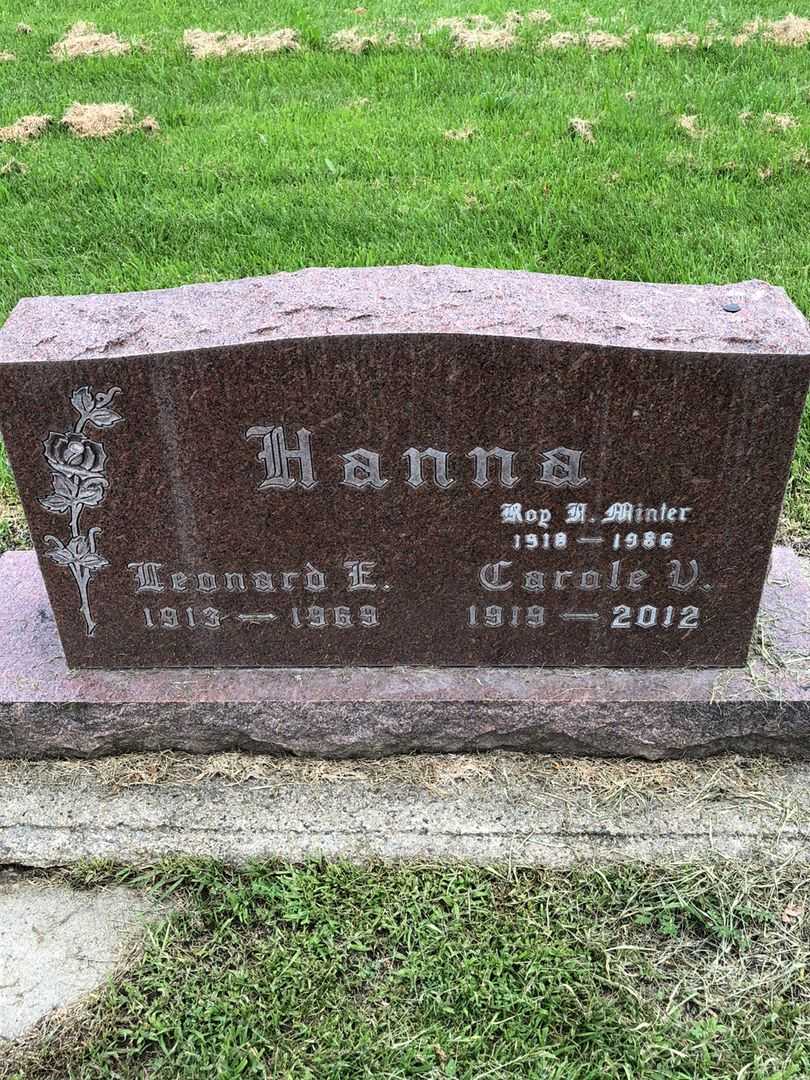 Hanna
Roy A. Minter
1918 — 1986
Leonard E.
1913 — 1969
Carole V.
1919 — 2012